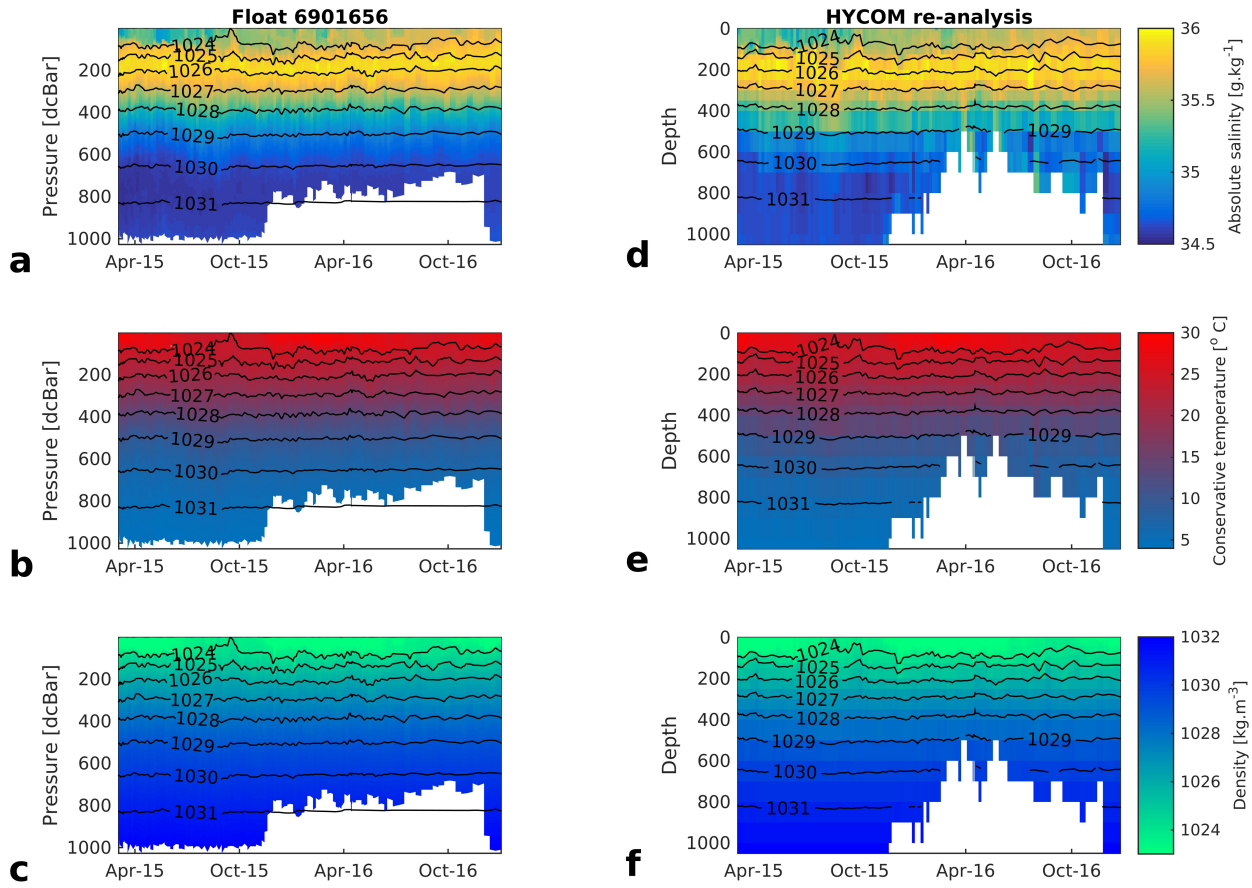 Float 6901656
HYCOM re-analysis
Pressure [dcBar]
200
400
600
800
1000
1024
1025
1026
1027
1028
1029
1030
1031
Apr-15
Oct-15
Apr-16
Oct-16
a
Depth
0
200
400
600
800
1000
1024
1025
1026
1027
1028
1029
1029
1030
1031
Apr-15
Oct-15
Apr-16
Oct-16
d
36
35.5
35
34.5
Absolute salinity [g.kg-1]
Pressure [dcBar]
200
400
600
800
1000
1024
1025
1026
1027
1028
1029
1030
1031
Apr-15
Oct-15
Apr-16
Oct-16
b
Depth
0
200
400
600
800
1000
1024
1025
1026
1027
1028
1029
1029
1030
1031
Apr-15
Oct-15
Apr-16
Oct-16
e
30
25
20
15
10
5
Conservative temperature [° C]
Pressure [dcBar]
200
400
600
800
1000
1024
1025
1026
1027
1028
1029
1030
1031
Apr-15
Oct-15
Apr-16
Oct-16
c
Depth
0
200
400
600
800
1000
1024
1025
1026
1027
1028
1029
1029
1030
1031
Apr-15
Oct-15
Apr-16
Oct-16
f
1032
1030
1028
1026
1024
Density [kg.m-3]